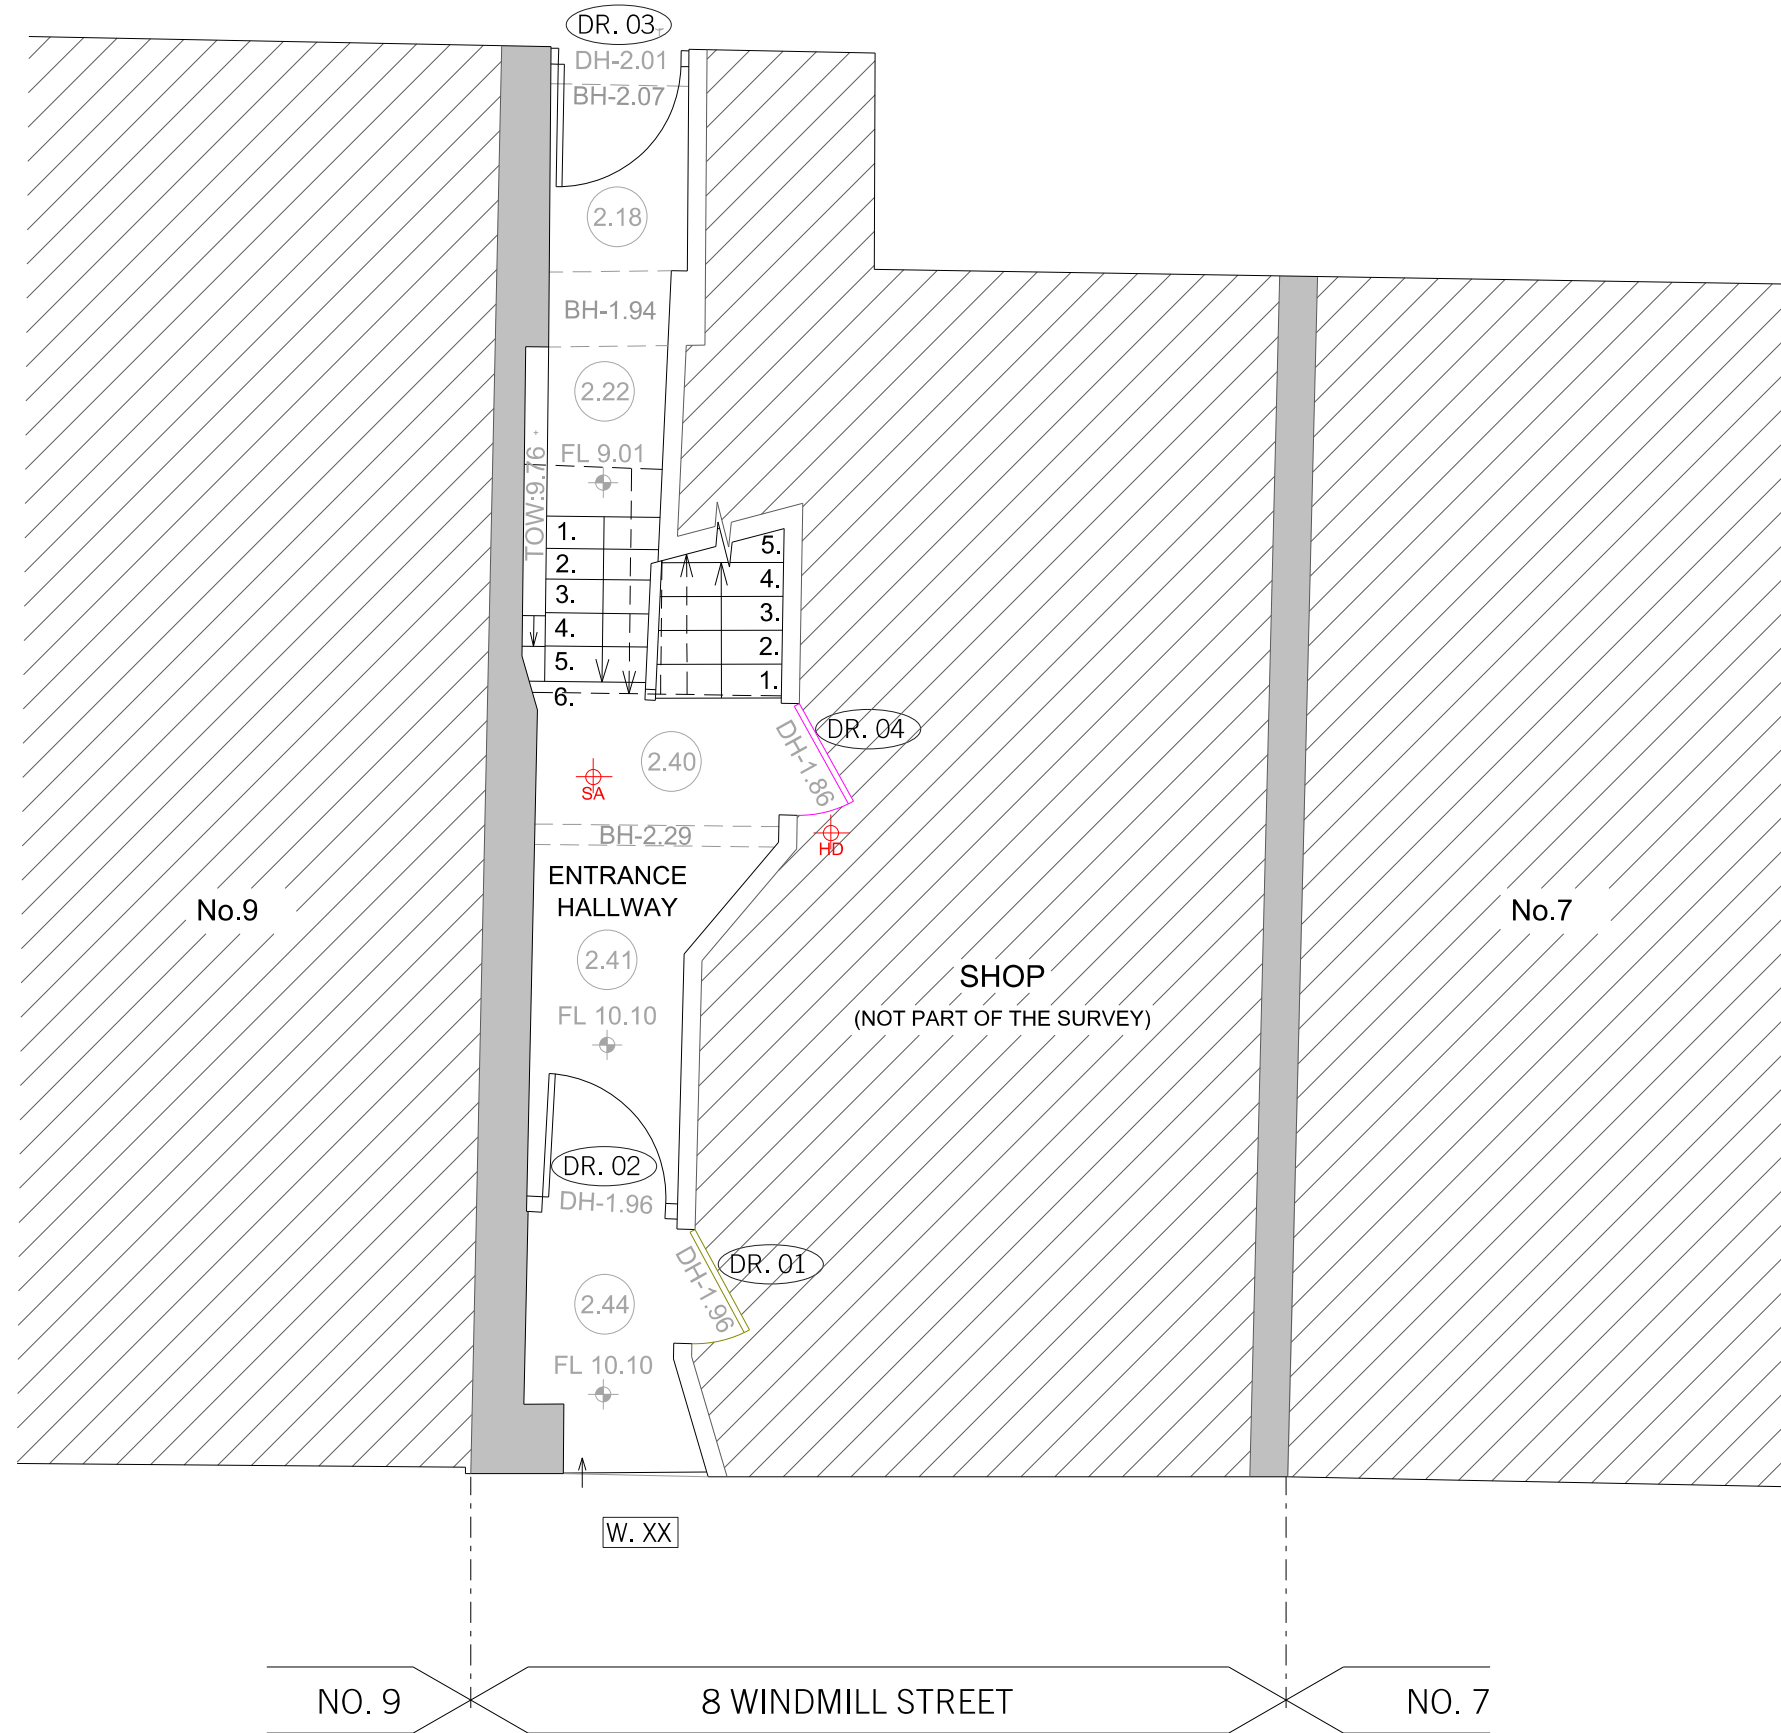 DR. 03
T
DH-2.01
BH-2.07
2.18
BH-1.94
2.22
FL 9.01
TOW:9.76
1.
2.
3.
4.
5.
6.
5.
4.
3.
2.
1.
DR. 04
DH-1.86
2.40
SA
HD
BH-2.29
ENTRANCE
HALLWAY
No.9
No.7
2.41
SHOP
(NOT PART OF THE SURVEY)
FL 10.10
DR. 02
DH-1.96
DR. 01
DH-1.96
2.44
FL 10.10
W. XX
NO. 9
8 WINDMILL STREET
NO. 7